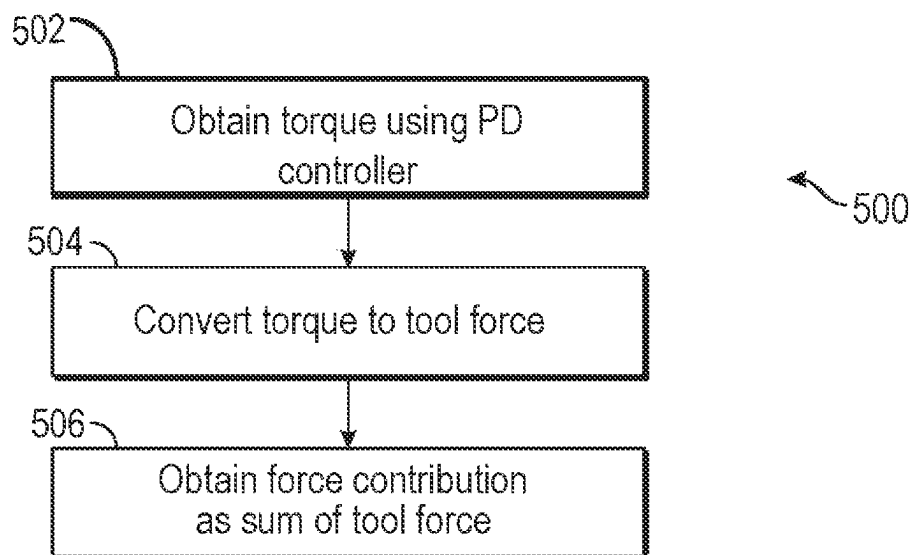 502
Obtain torque using PD
controller
500
504
Convert torque to tool force
506
Obtain force contribution
as sum of tool force